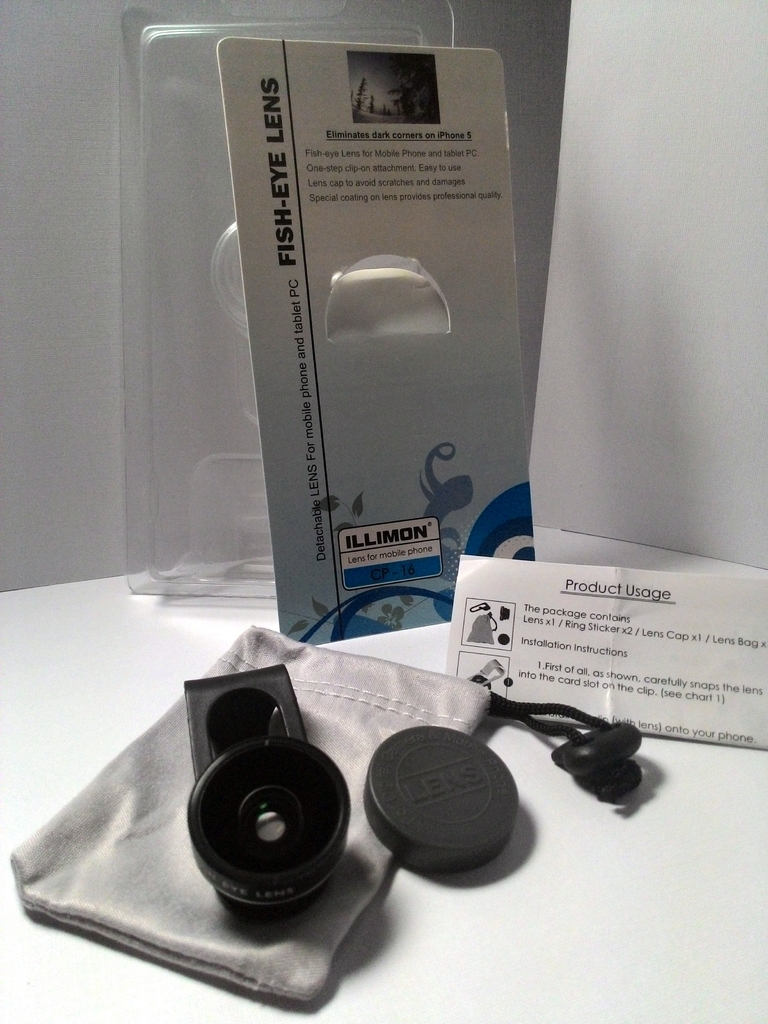 FISH-EYE LENS
Detachable LENS For mobile phone and tablet PC
Eliminates dark corners on iPhone 5
Fish-eye Lens for Mobile Phone and tablet PC.
One-step clip-on attachment. Easy to use
Lens cap to avoid scratches and damages
Special coating on lens provides professional quality.
ILLIMON®
Lens for mobile phone
CP - 16
Product Usage
The package contains
Lens x1 / Ring Sticker x2 / Lens Cap x1 / Lens Bag x
Installation Instructions
1.First of all, as shown, carefully snaps the lens
into the card slot on the clip. (see chart 1)
(with lens) onto your phone.
LENS
EYE LENS